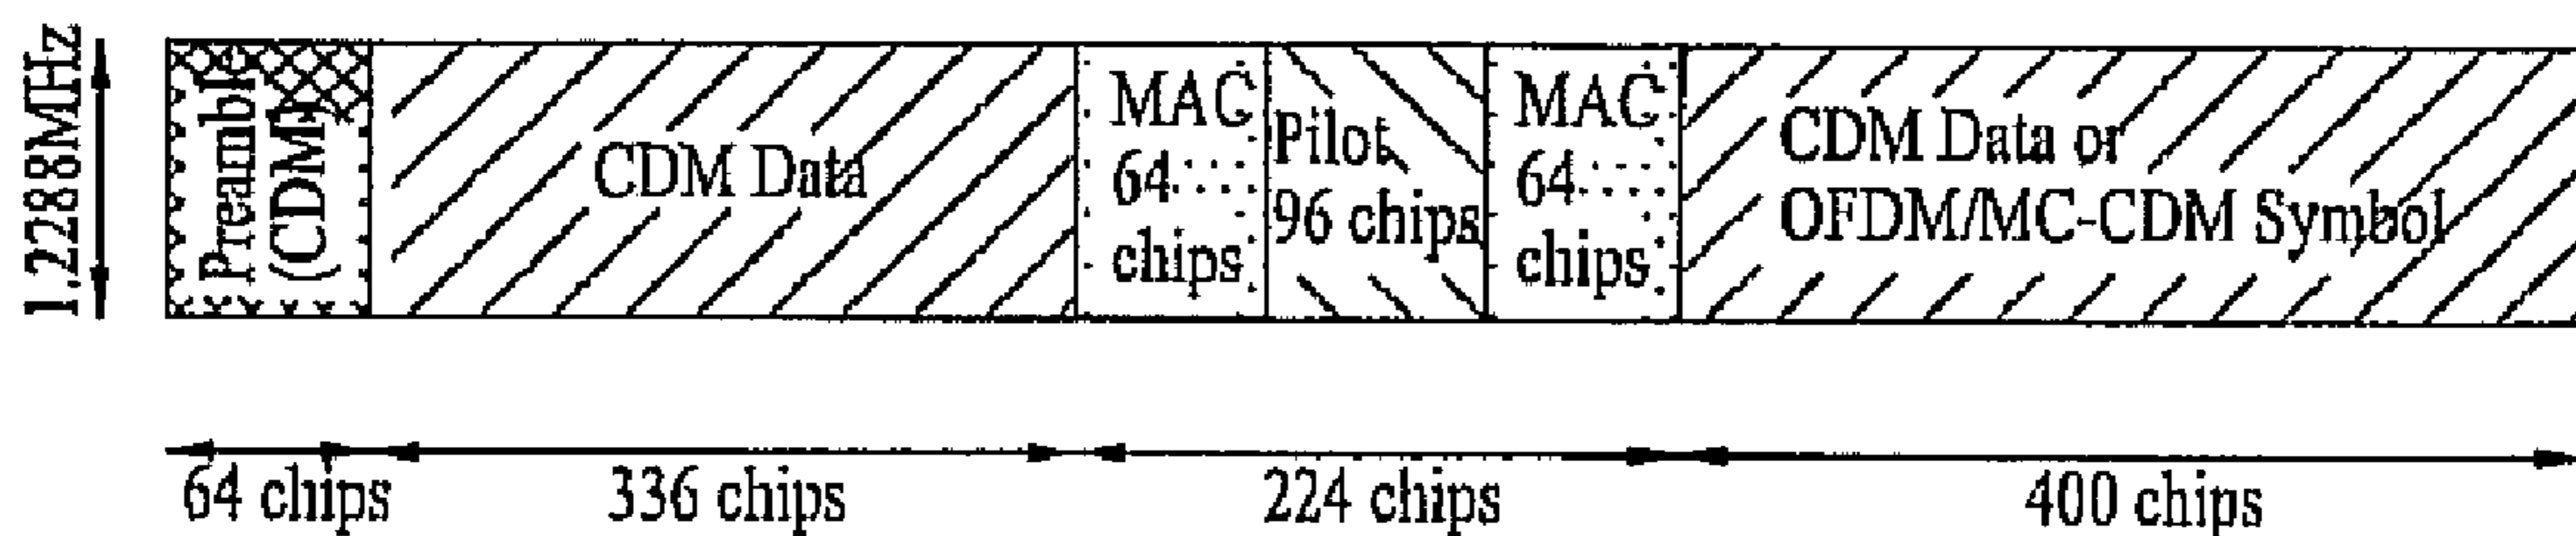 1.2288MHz
Preamble
(CDM)
CDM Data
MAC
64
chips
Pilot
96 chips
MAC
64
chips
CDM Data or
OFDM/MC-CDM Symbol
64 chips
336 chips
224 chips
400 chips